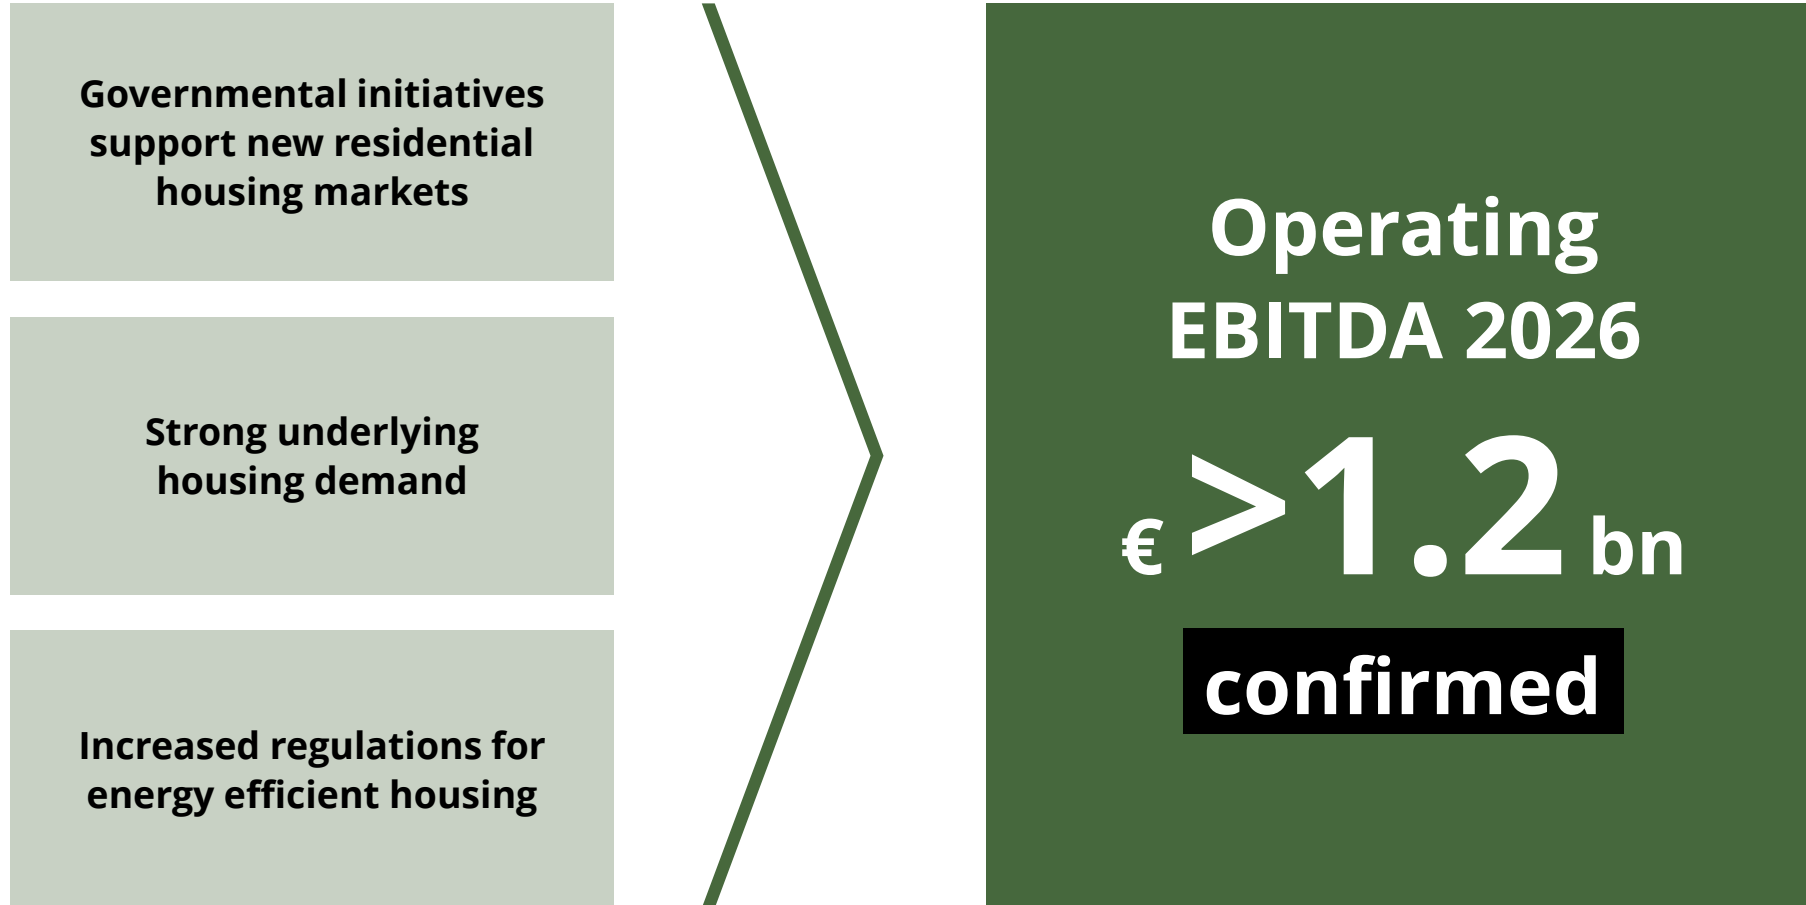 Governmental initiatives
support new residential
housing markets
Strong underlying
housing demand
Increased regulations for
energy efficient housing
Operating
EBITDA 2026
€ >1.2 bn
confirmed